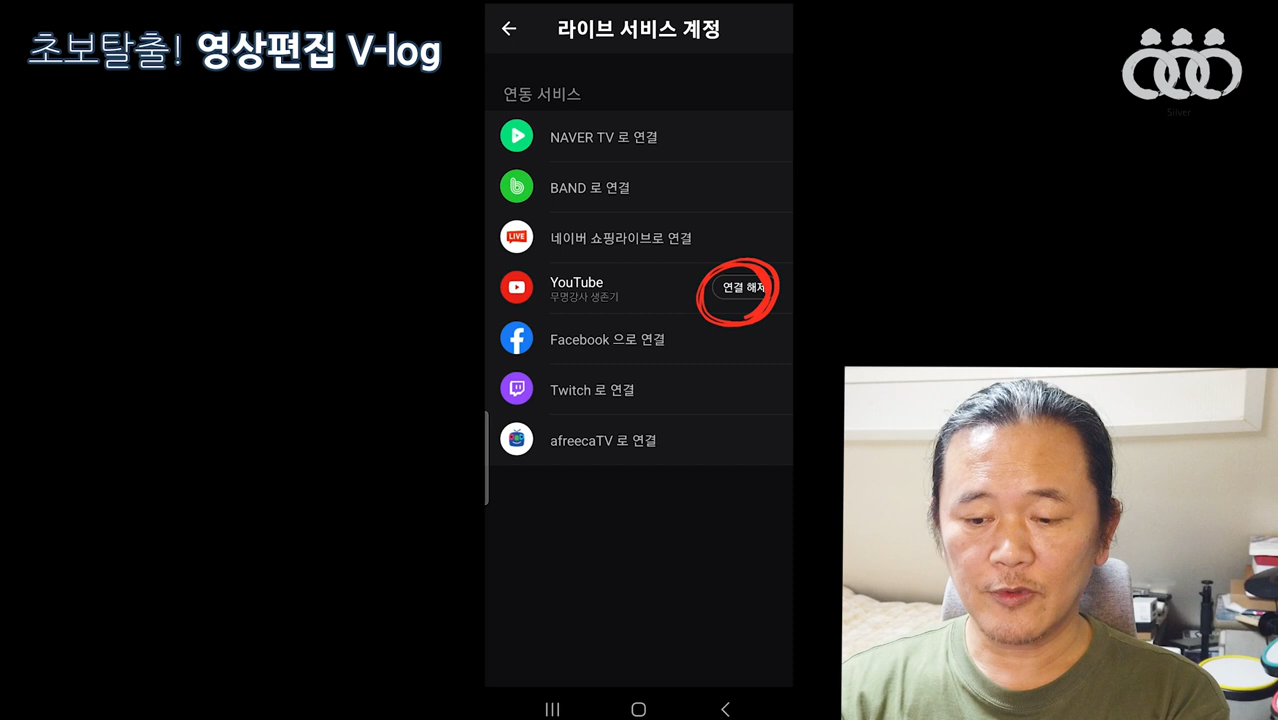 초보탈출! 영상편집 V-log
Silver
라이브 서비스 계정
연동 서비스
NAVER TV 로 연결
BAND 로 연결
LIVE
네이버 쇼핑라이브로 연결
YouTube
무명강사 생존기
연결 해제
Facebook 으로 연결
Twitch 로 연결
afreecaTV 로 연결